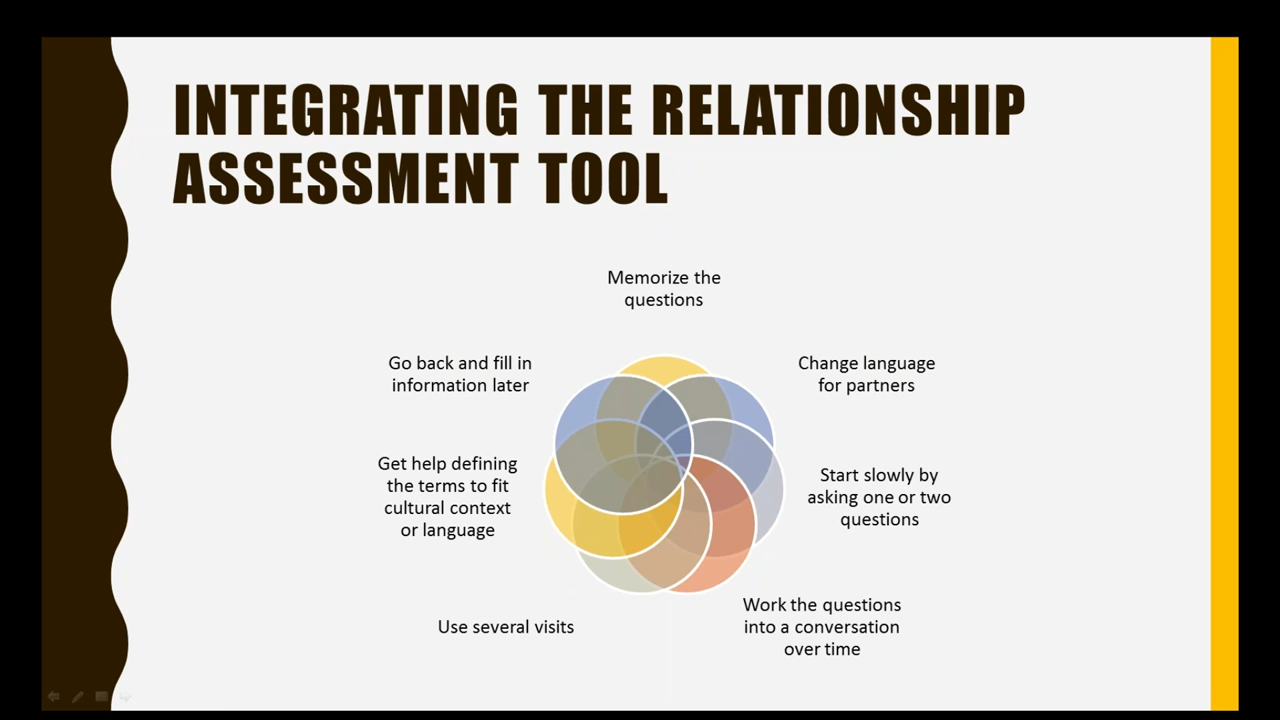 INTEGRATING THE RELATIONSHIP
ASSESSMENT TOOL
Memorize the
questions
Change language
for partners
Start slowly by
asking one or two
questions
Work the questions
into a conversation
over time
Use several visits
Get help defining
the terms to fit
cultural context
or language
Go back and fill in
information later